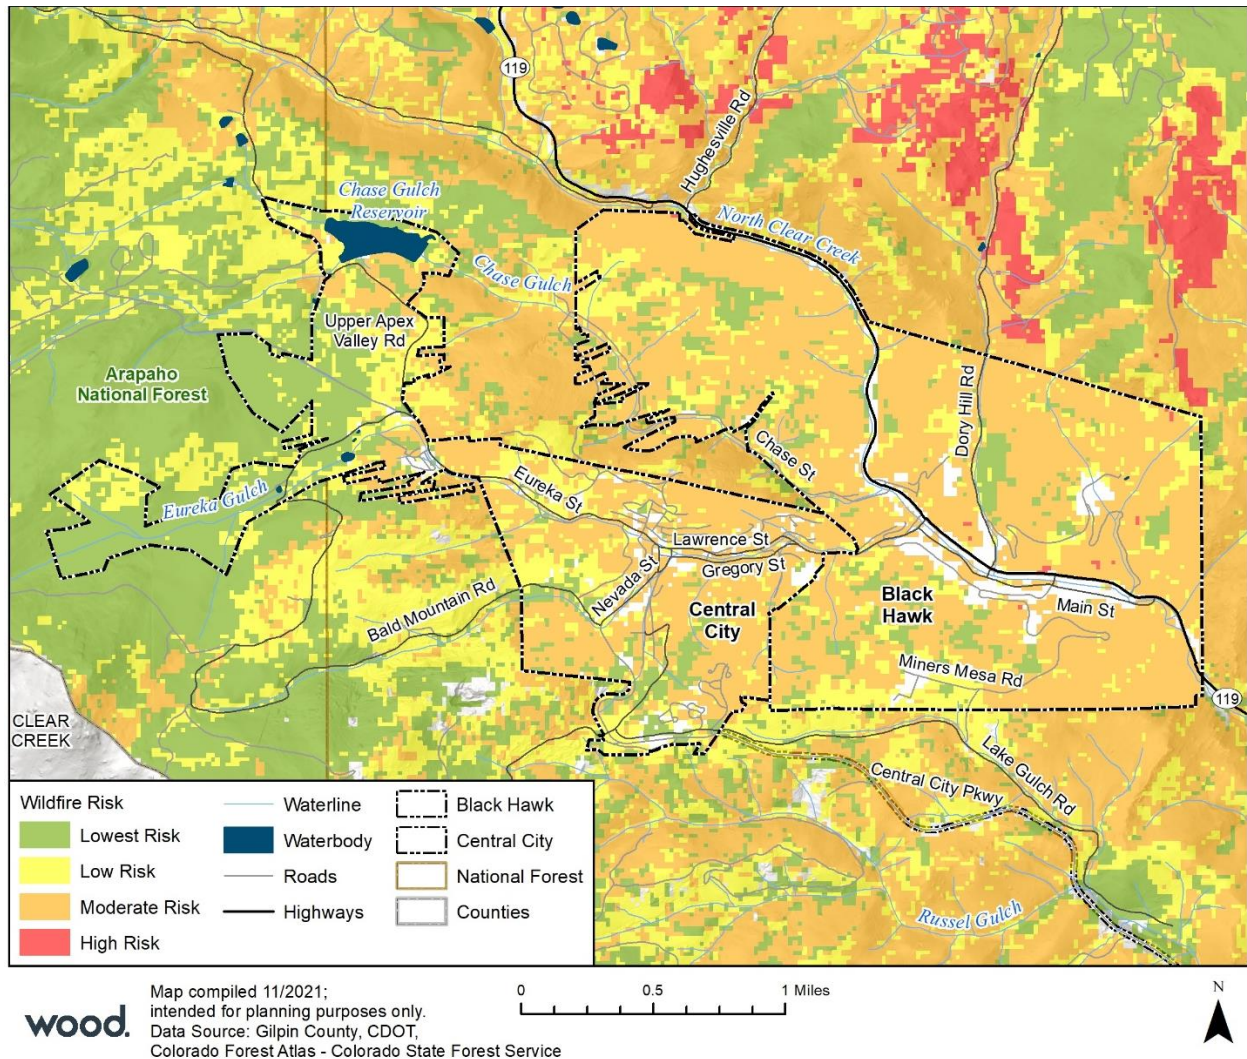 119
Hughesville Rd
Chase Gulch
Reservoir
North Clear Creek
Chase Gulch
Upper Apex
Valley Rd
Arapaho
National Forest
Dory Hill Rd
Chase St
Eureka St
Eureka Gulch
Lawrence St
Gregory St
Nevada St
Bald Mountain Rd
Central
City
Black
Hawk
Main St
Miners Mesa Rd
119
CLEAR
CREEK
Lake Gulch Rd
Central City Pkwy
Russel Gulch
Wildfire Risk
Lowest Risk
Low Risk
Moderate Risk
High Risk
Waterline
Waterbody
Roads
Highways
Black Hawk
Central City
National Forest
Counties
wood.
Map compiled 11/2021;
intended for planning purposes only.
Data Source: Gilpin County, CDOT,
Colorado Forest Atlas - Colorado State Forest Service
0 0.5 1 Miles
N